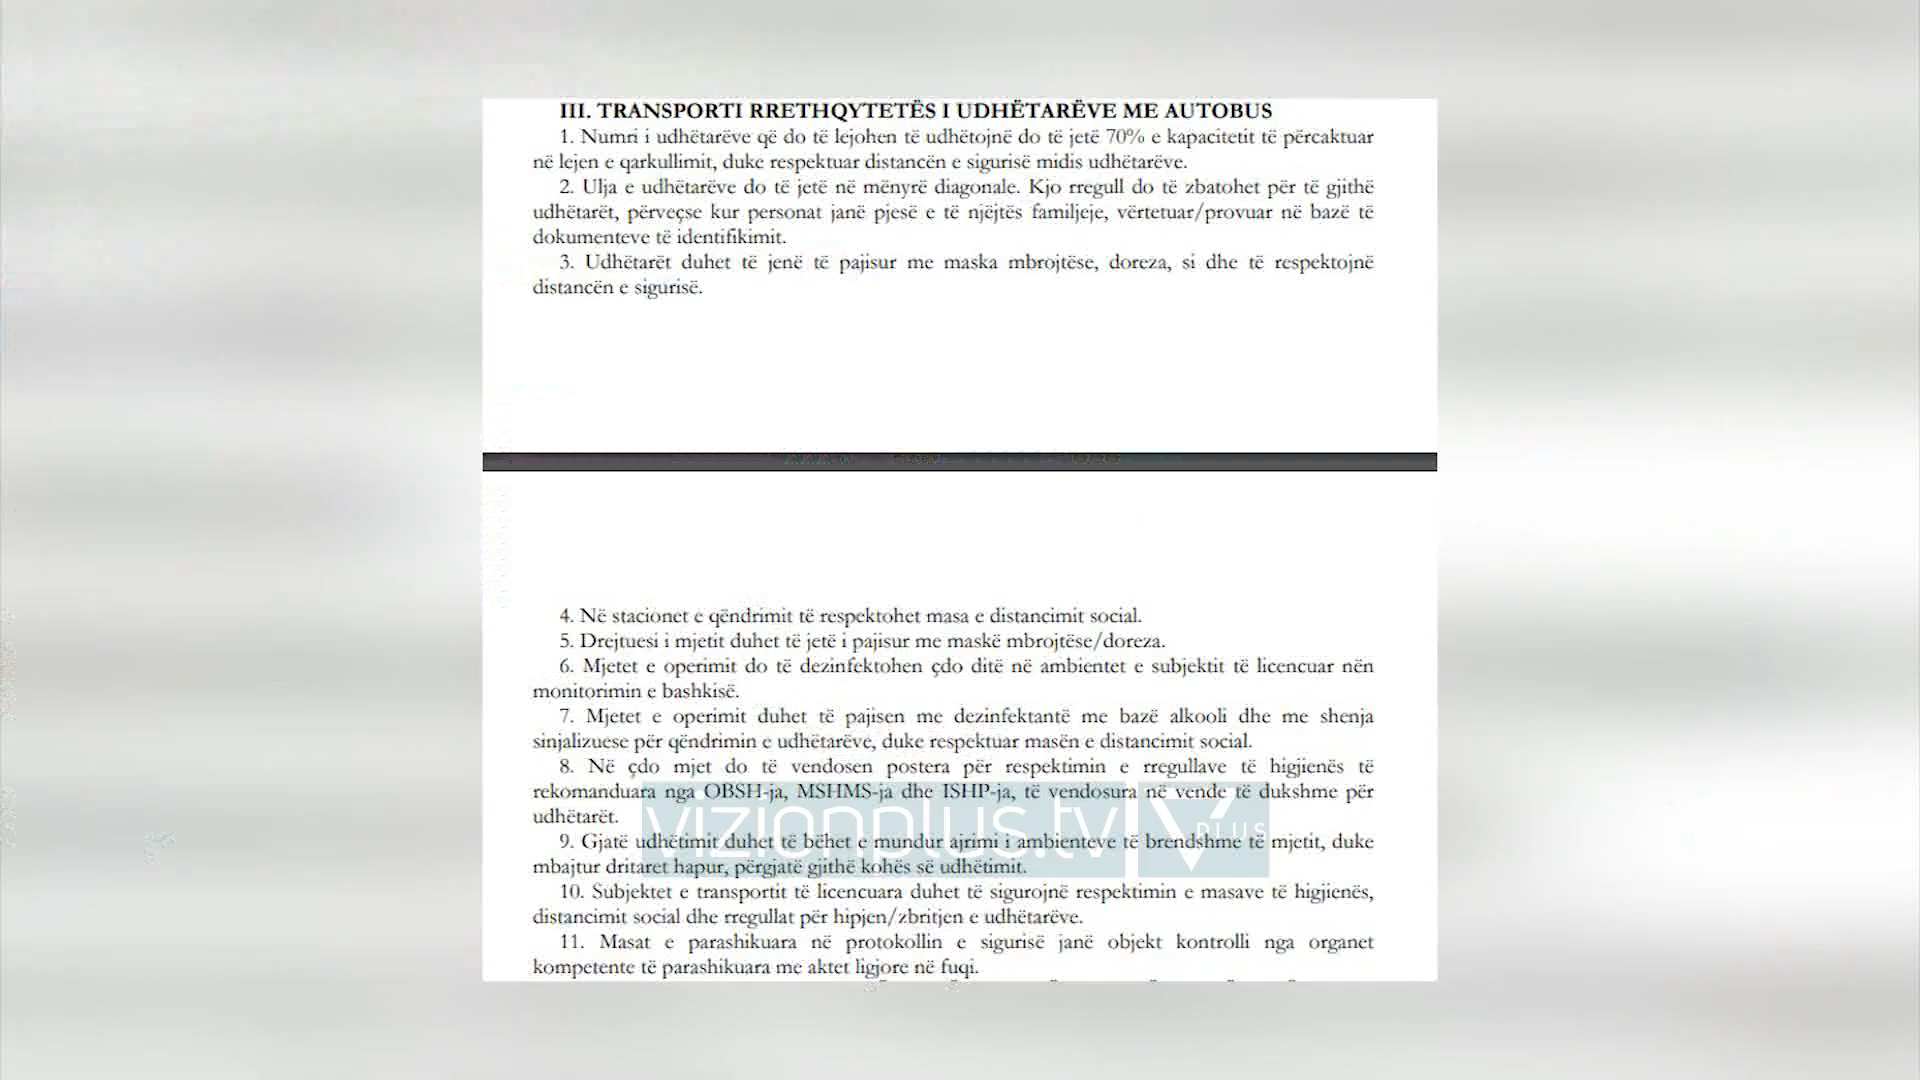 III. TRANSPORTI RRETHQYTETËS I UDHËTARËVE ME AUTOBUS
1. Numri i udhëtarëve që do të lejohen të udhëtojnë do të jetë 70% e kapacitetit të përcaktuar
në lejen e qarkullimit, duke respektuar distancën e sigurisë midis udhëtarëve.
2. Ulja e udhëtarëve do të jetë në mënyrë diagonale. Kjo rregull do të zbatohet për të gjithë
udhëtarët, përveçse kur personat janë pjesë e të njëjtës familjeje, vërtetuar/provuar në bazë të
dokumenteve të identifikimit.
3. Udhëtarët duhet të jenë të pajisur me maska mbrojtëse, doreza, si dhe të respektojnë
distancën e sigurisë.
4. Në stacionet e qëndrimit të respektohet masa e distancimit social.
5. Drejtuesi i mjetit duhet të jetë i pajisur me maskë mbrojtëse/doreza.
6. Mjetet e operimit do të dezinfektohen çdo ditë në ambientet e subjektit të licencuar nën
monitorimin e bashkisë.
7. Mjetet e operimit duhet të pajisen me dezinfektantë me bazë alkooli dhe me shenja
sinjalizuese për qëndrimin e udhëtarëve, duke respektuar masën e distancimit social.
8. Në çdo mjet do të vendosen postera për respektimin e rregullave të higjienës të
rekomanduara nga OBSH-ja, MSHMS-ja dhe ISHP-ja, të vendosura në vende të dukshme për
udhëtarët.
vizionplus.tv PLUS
9. Gjatë udhëtimit duhet të bëhet e mundur ajrimi i ambienteve të brendshme të mjetit, duke
mbajtur dritaret hapur, përgjatë gjithë kohës së udhëtimit.
10. Subjektet e transportit të licencuara duhet të sigurojnë respektimin e masave të higjienës,
distancimit social dhe rregullat për hipjen/zbritjen e udhëtarëve.
11. Masat e parashikuara në protokollin e sigurisë janë objekt kontrolli nga organet
kompetente të parashikuara me aktet ligjore në fuqi.